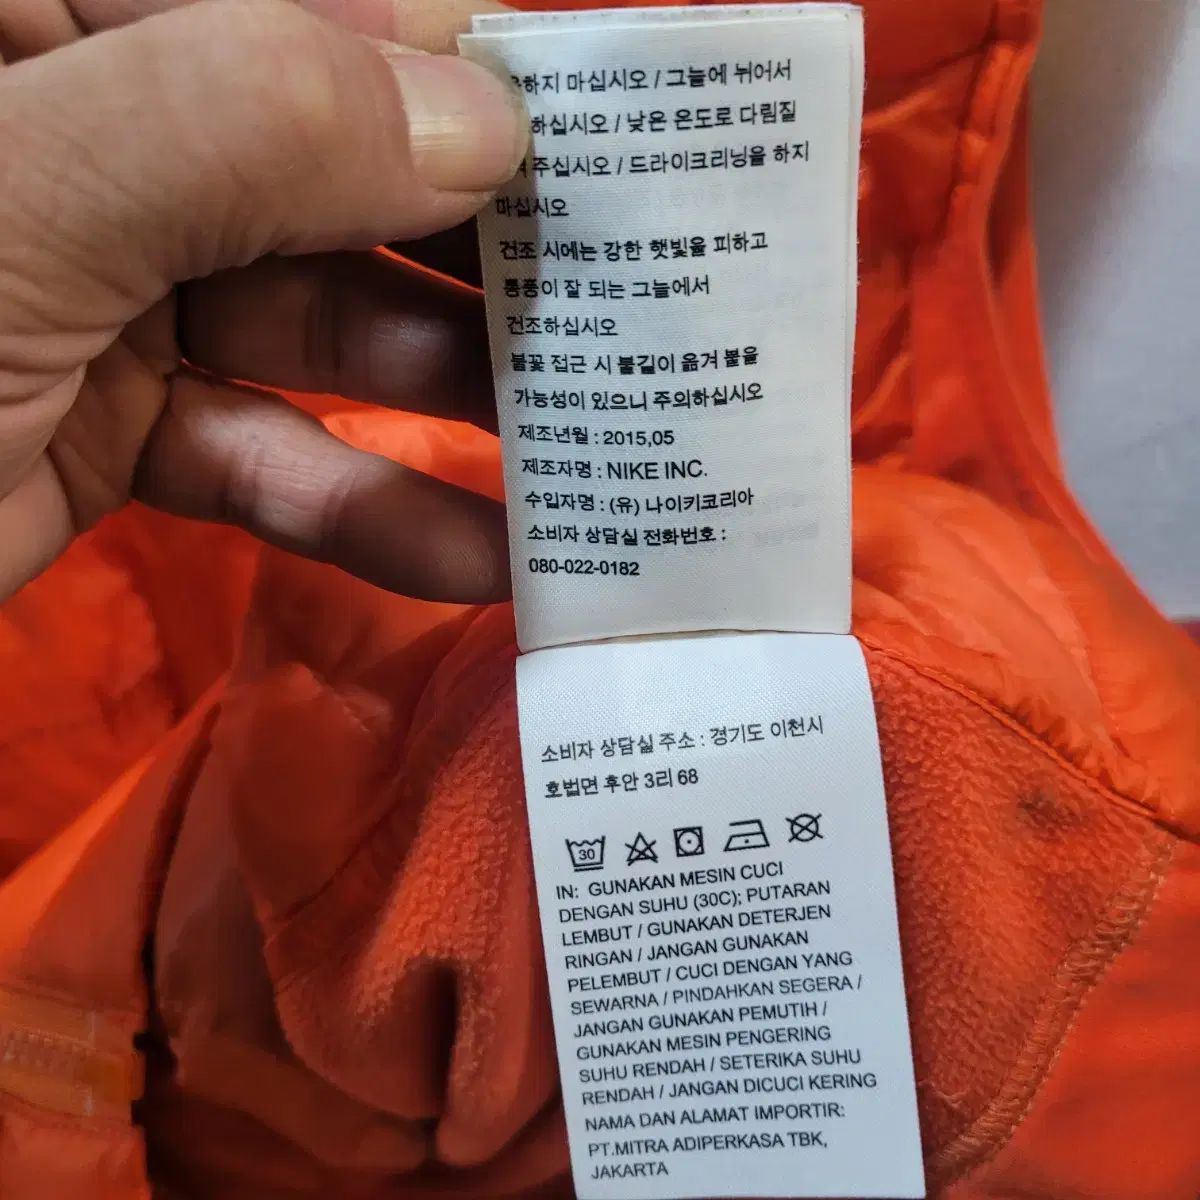 하지 마십시오 / 그늘에 뉘어서
하십시오 / 낮은 온도로 다림질
주십시오 / 드라이크리닝을 하지
마십시오
건조 시에는 강한 햇빛을 피하고
통풍이 잘 되는 그늘에서
건조하십시오
불꽃 접근 시 불길이 옮겨 붙을
가능성이 있으니 주의하십시오
제조년월 : 2015,05
제조자명 : NIKE INC.
수입자명 : (유) 나이키코리아
소비자 상담실 전화번호 :
080-022-0182
소비자 상담실 주소 : 경기도 이천시
호법면 후안 3리 68
30
IN: GUNAKAN MESIN CUCI
DENGAN SUHU (30C); PUTARAN
LEMBUT / GUNAKAN DETERJEN
RINGAN / JANGAN GUNAKAN
PELEMBUT / CUCI DENGAN YANG
SEWARNA / PINDAHKAN SEGERA /
JANGAN GUNAKAN PEMUTIH /
GUNAKAN MESIN PENGERING
SUHU RENDAH / SETERIKA SUHU
RENDAH / JANGAN DICUCI KERING
NAMA DAN ALAMAT IMPORTIR:
PT.MITRA ADIPERKASA TBK,
JAKARTA